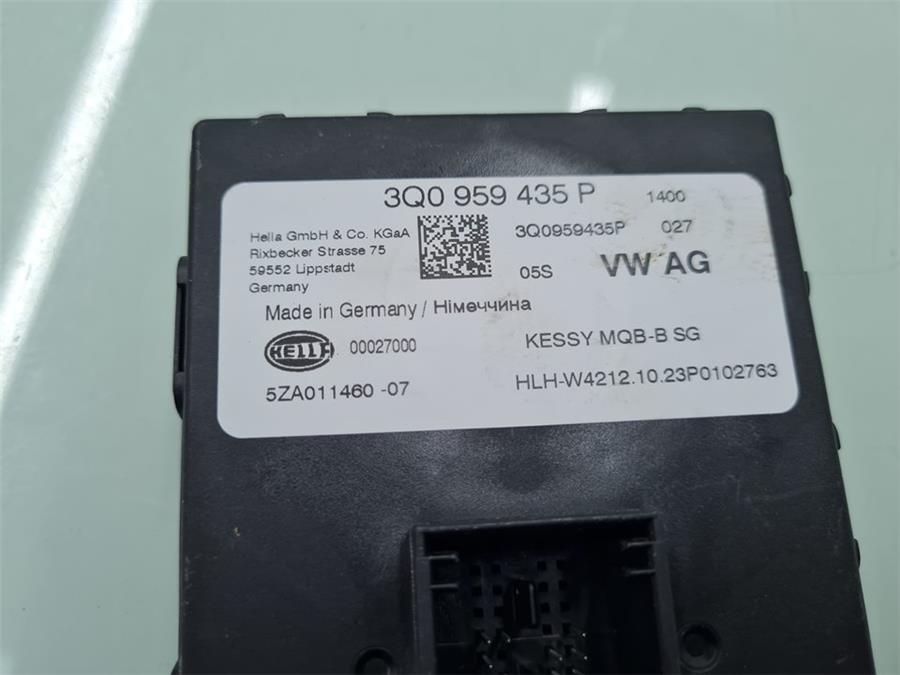 3Q0 959 435 P 1400
Hella GmbH & Co. KGaA
Rixbecker Strasse 75
59552 Lippstadt
Germany
3Q0959435P 027
05S VW AG
Made in Germany / Німеччина
HELLA 00027000
KESSY MQB-B SG
5ZA011460 -07
HLH-W4212.10.23P0102763